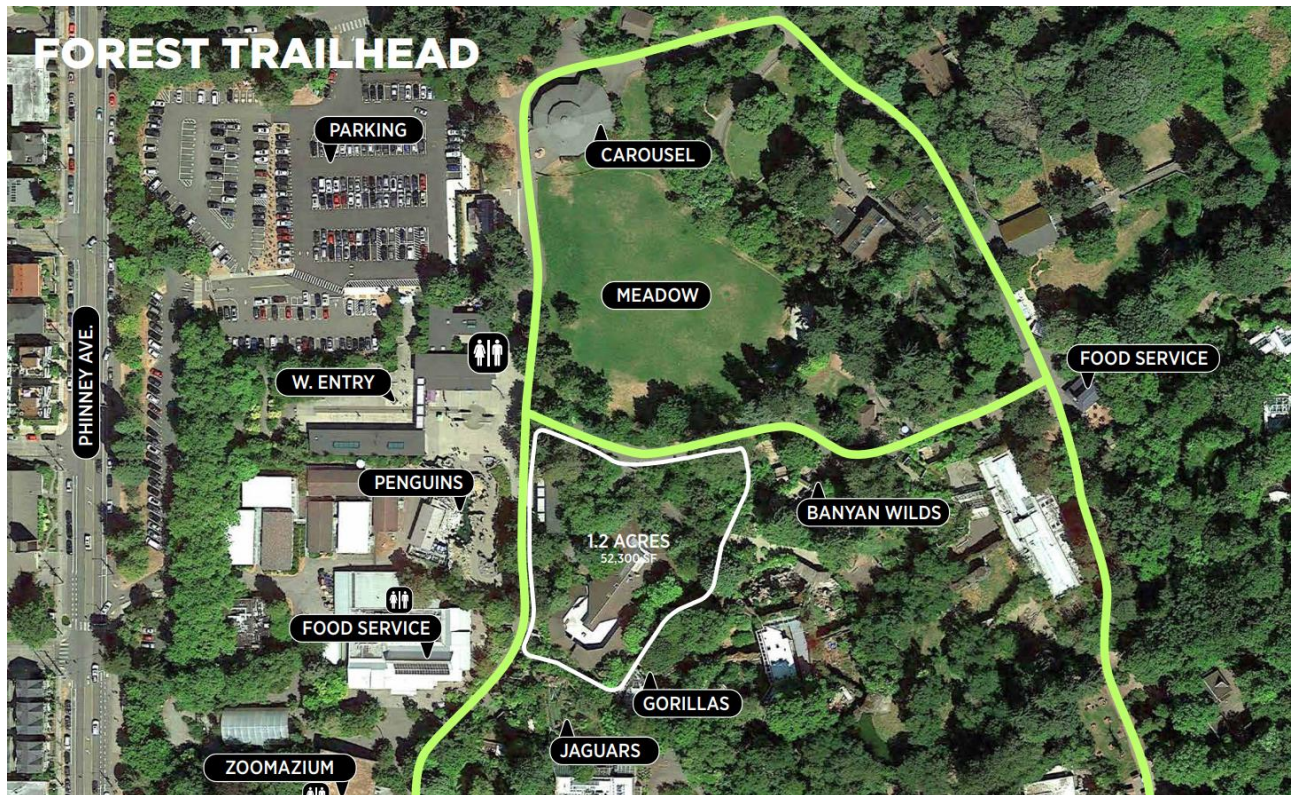 FOREST TRAILHEAD
PARKING
CAROUSEL
MEADOW
PHINNEY AVE.
W. ENTRY
FOOD SERVICE
PENGUINS
BANYAN WILDS
1.2 ACRES
52,300 SF
FOOD SERVICE
GORILLAS
JAGUARS
ZOOMAZIUM